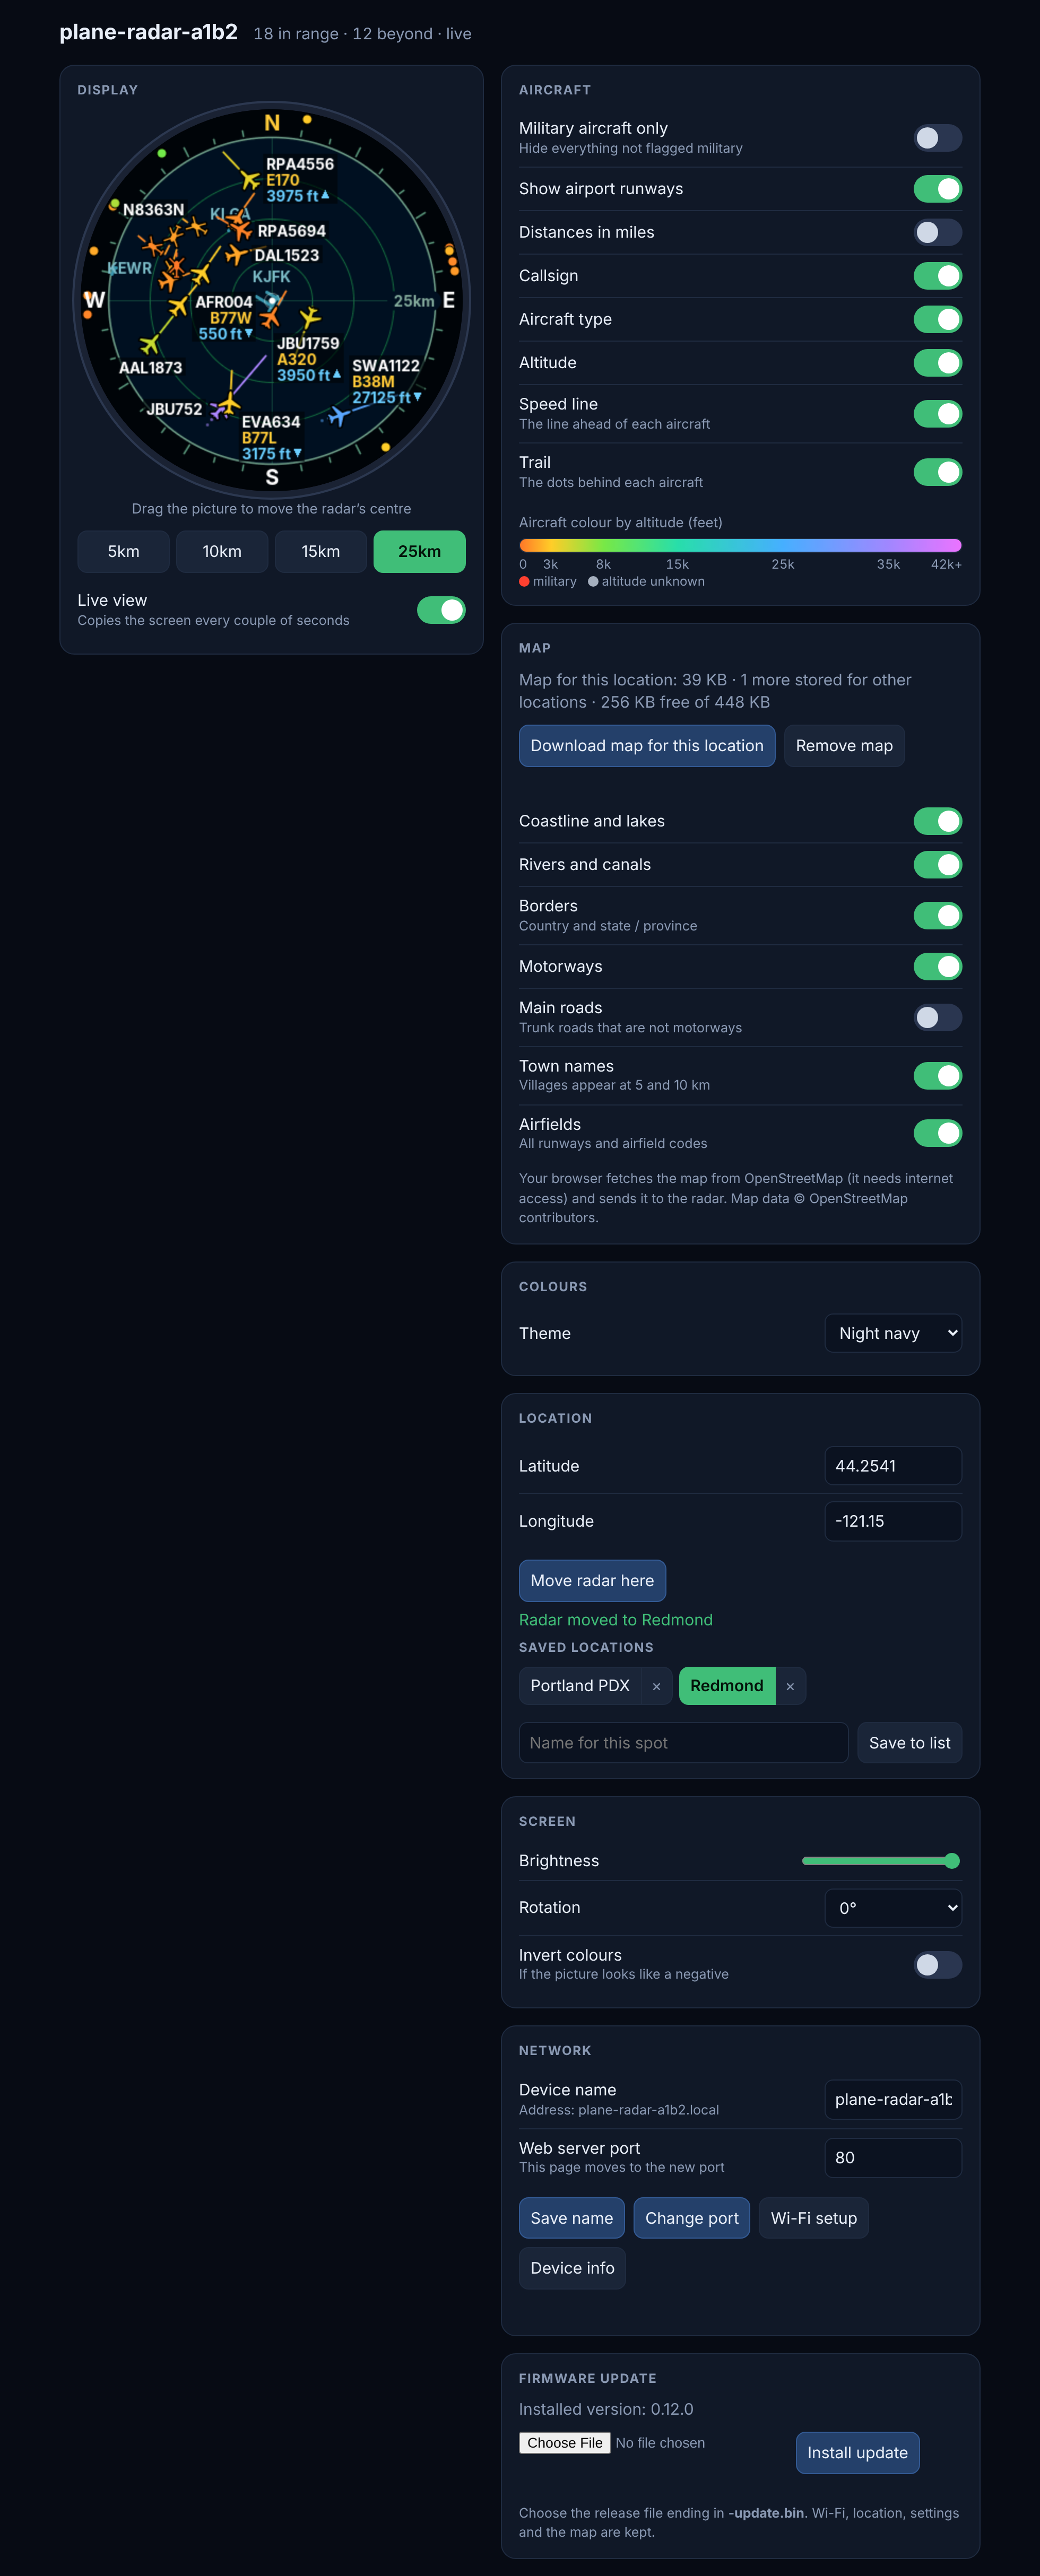 plane-radar-a1b2 18 in range · 12 beyond · live
DISPLAY
N
RPA4556
E170
3975 ft▲
N8363N
KLGA
RPA5694
DAL1523
KEWR
KJFK
W
AFR004
B77W
550 ft▼
25km
E
JBU1759
A320
3950 ft▲
AAL1873
SWA1122
B38M
27125 ft▼
JBU752
EVA634
B77L
3175 ft▼
S
Drag the picture to move the radar’s centre
5km 10km 15km 25km
Live view
Copies the screen every couple of seconds
AIRCRAFT
Military aircraft only
Hide everything not flagged military
Show airport runways
Distances in miles
Callsign
Aircraft type
Altitude
Speed line
The line ahead of each aircraft
Trail
The dots behind each aircraft
Aircraft colour by altitude (feet)
0 3k 8k 15k 25k 35k 42k+
military altitude unknown
MAP
Map for this location: 39 KB · 1 more stored for other
locations · 256 KB free of 448 KB
Download map for this location Remove map
Coastline and lakes
Rivers and canals
Borders
Country and state / province
Motorways
Main roads
Trunk roads that are not motorways
Town names
Villages appear at 5 and 10 km
Airfields
All runways and airfield codes
Your browser fetches the map from OpenStreetMap (it needs internet
access) and sends it to the radar. Map data © OpenStreetMap
contributors.
COLOURS
Theme Night navy
LOCATION
Latitude 44.2541
Longitude -121.15
Move radar here
Radar moved to Redmond
SAVED LOCATIONS
Portland PDX × Redmond ×
Name for this spot Save to list
SCREEN
Brightness
Rotation 0°
Invert colours
If the picture looks like a negative
NETWORK
Device name
Address: plane-radar-a1b2.local
plane-radar-a1b
Web server port
This page moves to the new port
80
Save name Change port Wi-Fi setup
Device info
FIRMWARE UPDATE
Installed version: 0.12.0
Choose File No file chosen Install update
Choose the release file ending in -update.bin. Wi-Fi, location, settings
and the map are kept.